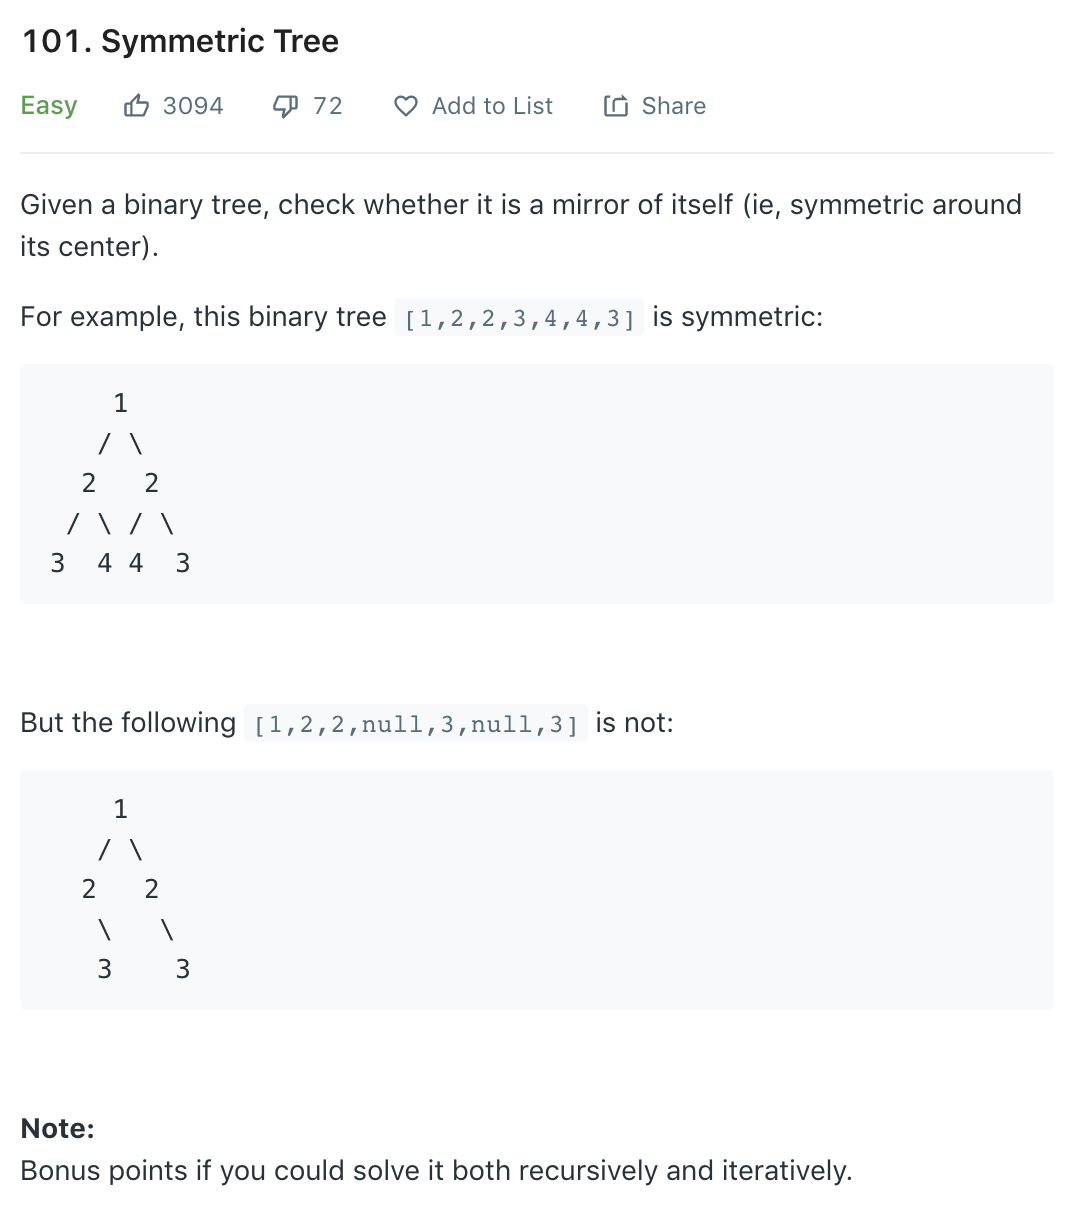 101. Symmetric Tree
Easy 3094 72 Add to List Share
Given a binary tree, check whether it is a mirror of itself (ie, symmetric around
its center).
For example, this binary tree [1,2,2,3,4,4,3] is symmetric:
    1
   / \
  2   2
 / \ / \
3  4 4  3
But the following [1,2,2,null,3,null,3] is not:
    1
   / \
  2   2
   \   \
   3    3
Note:
Bonus points if you could solve it both recursively and iteratively.